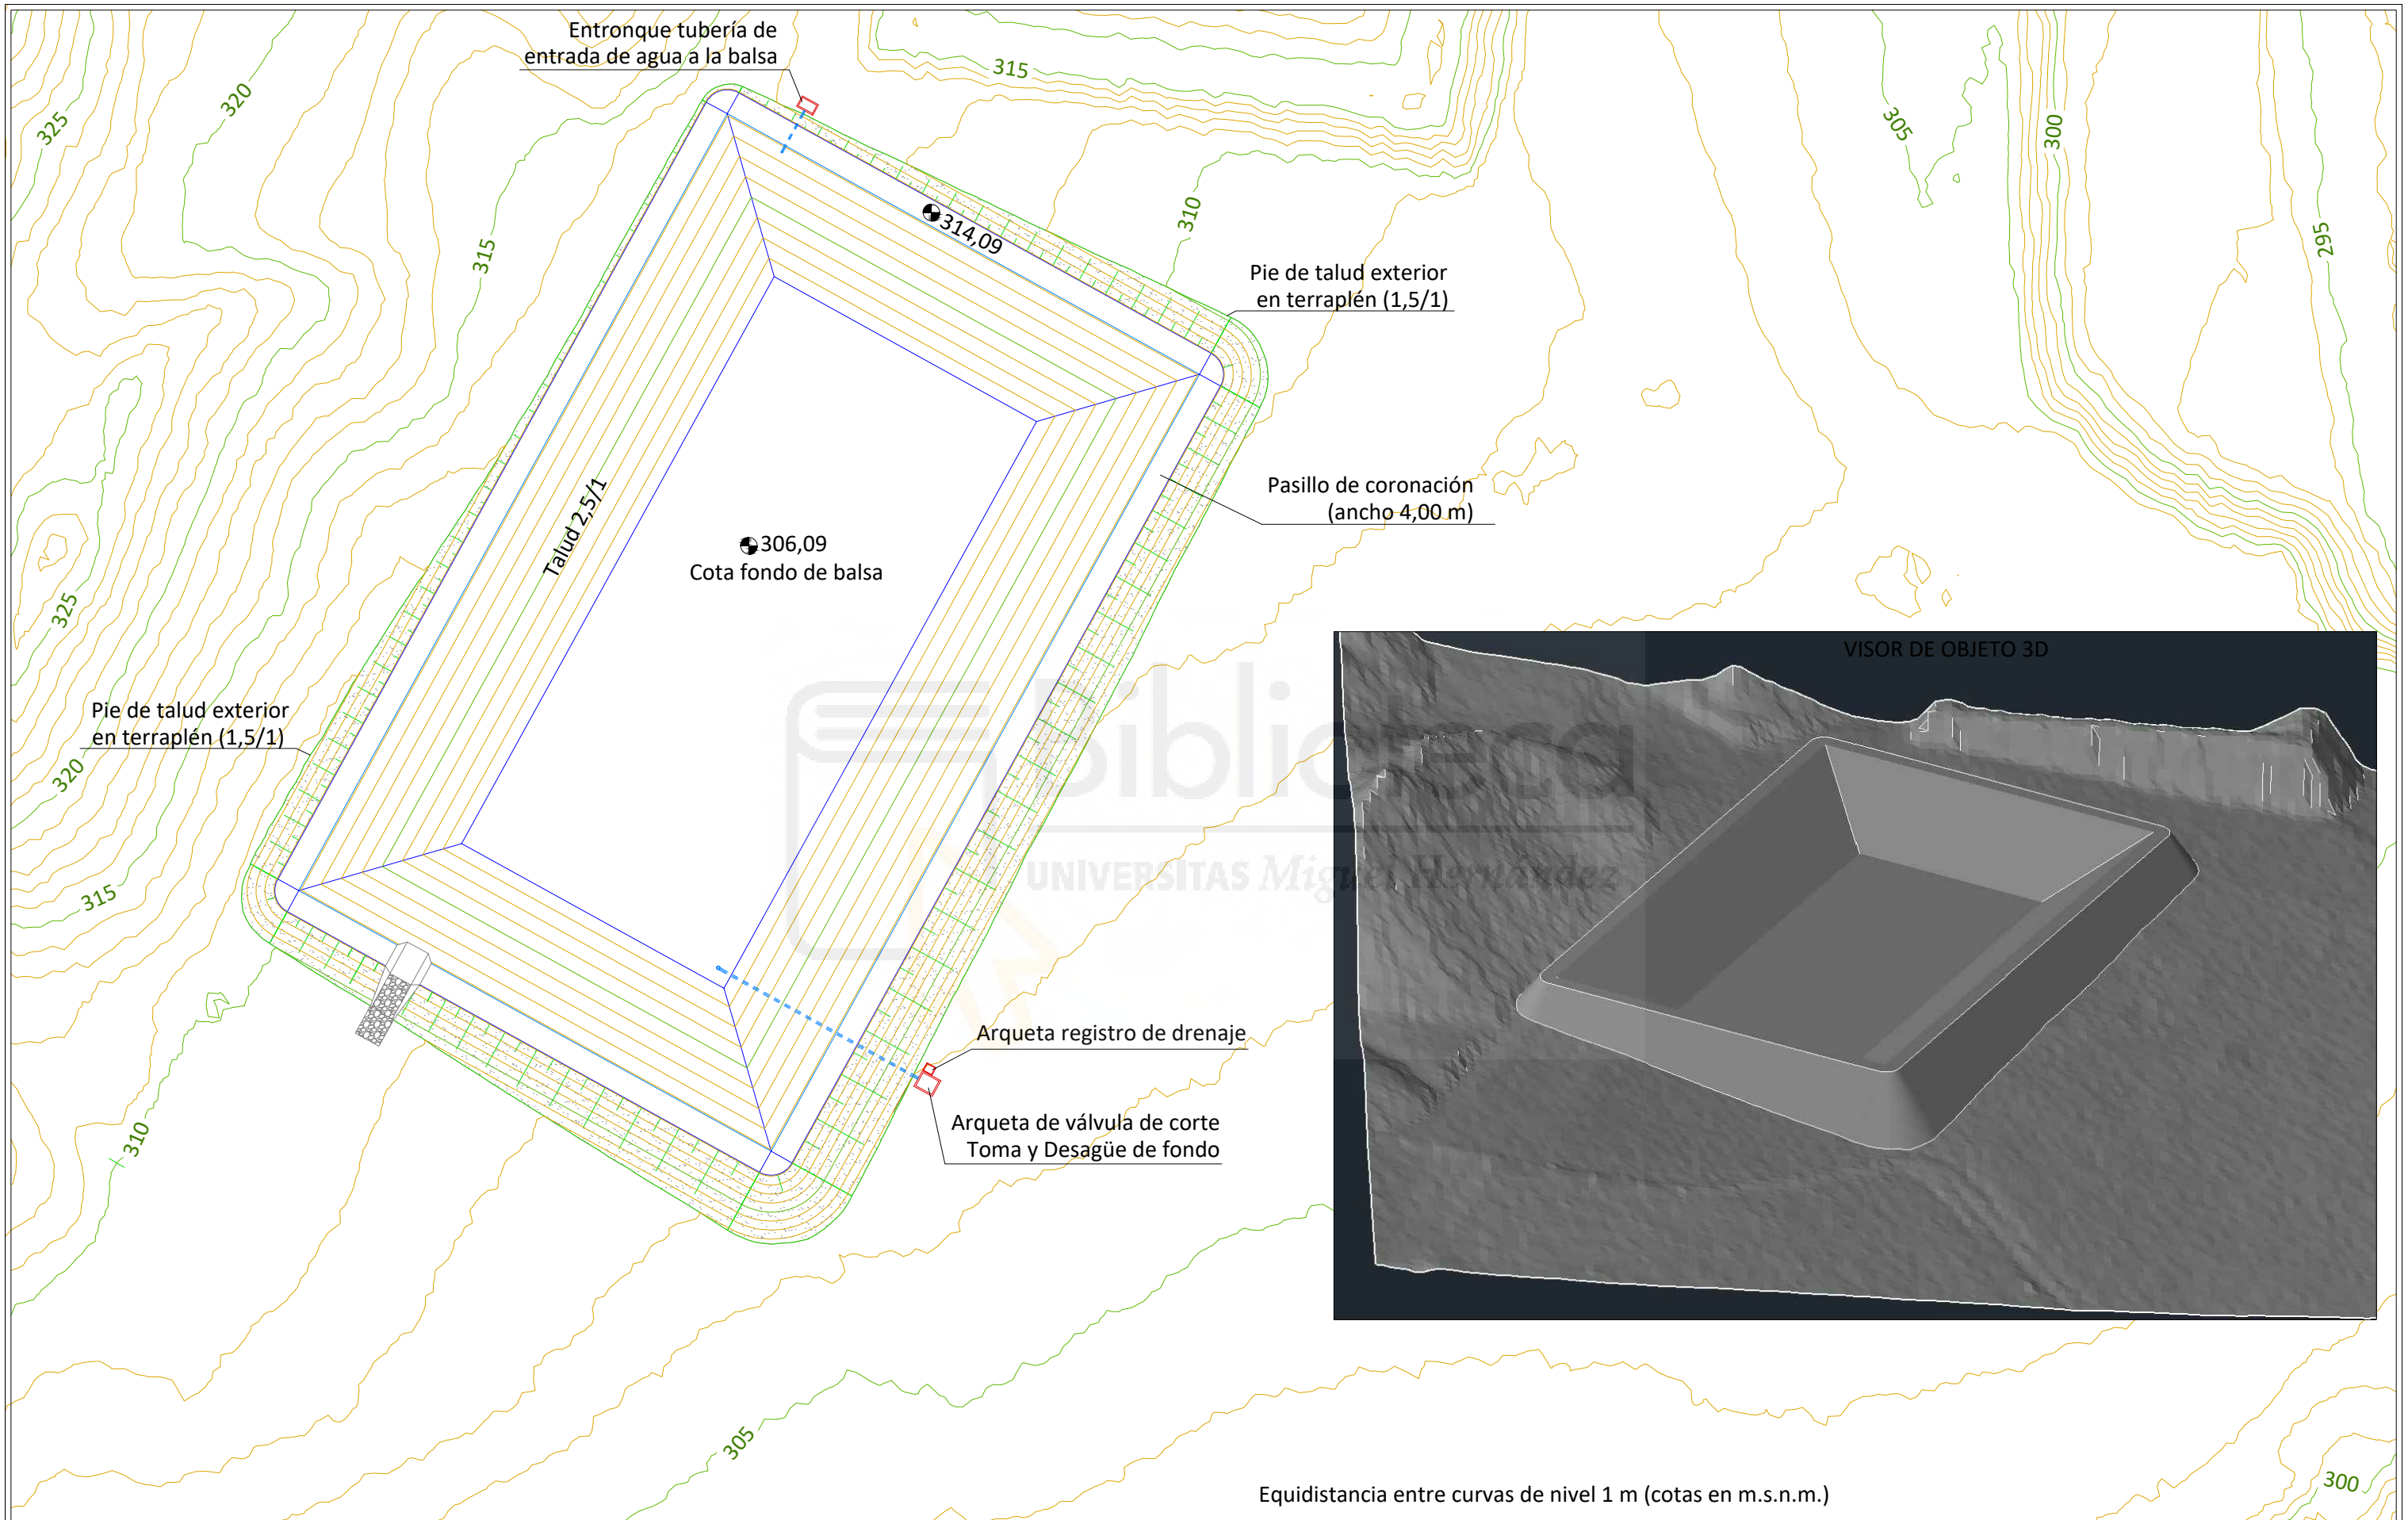 Entronque tubería de
entrada de agua a la balsa
315
320
325
305
300
295
310
315
314,09
Pie de talud exterior
en terraplén (1,5/1)
Talud 2,5/1
Pasillo de coronación
(ancho 4,00 m)
306,09
Cota fondo de balsa
325
VISOR DE OBJETO 3D
Pie de talud exterior
en terraplén (1,5/1)
320
Biblioteca
UNIVERSITAS Miguel Hernández
315
Arqueta registro de drenaje
310
Arqueta de válvula de corte
Toma y Desagüe de fondo
305
300
Equidistancia entre curvas de nivel 1 m (cotas en m.s.n.m.)